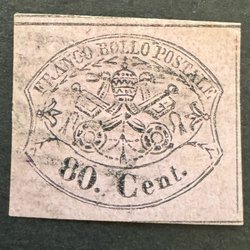 FRANCO BOLLO POSTALE
80. Cent.